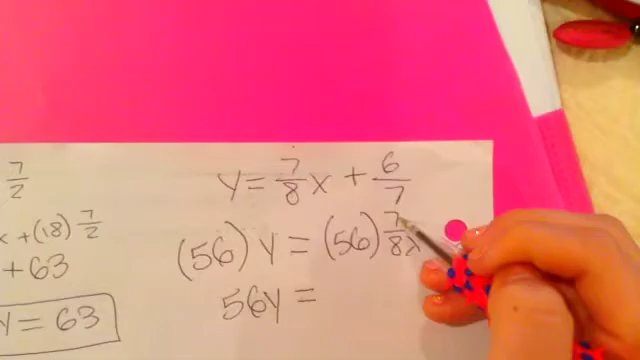 7/2
x + (18) 7/2
+ 63
y = 63
y = 7/8 x + 6/7
(56) y = (56) 7/8 x
56y =